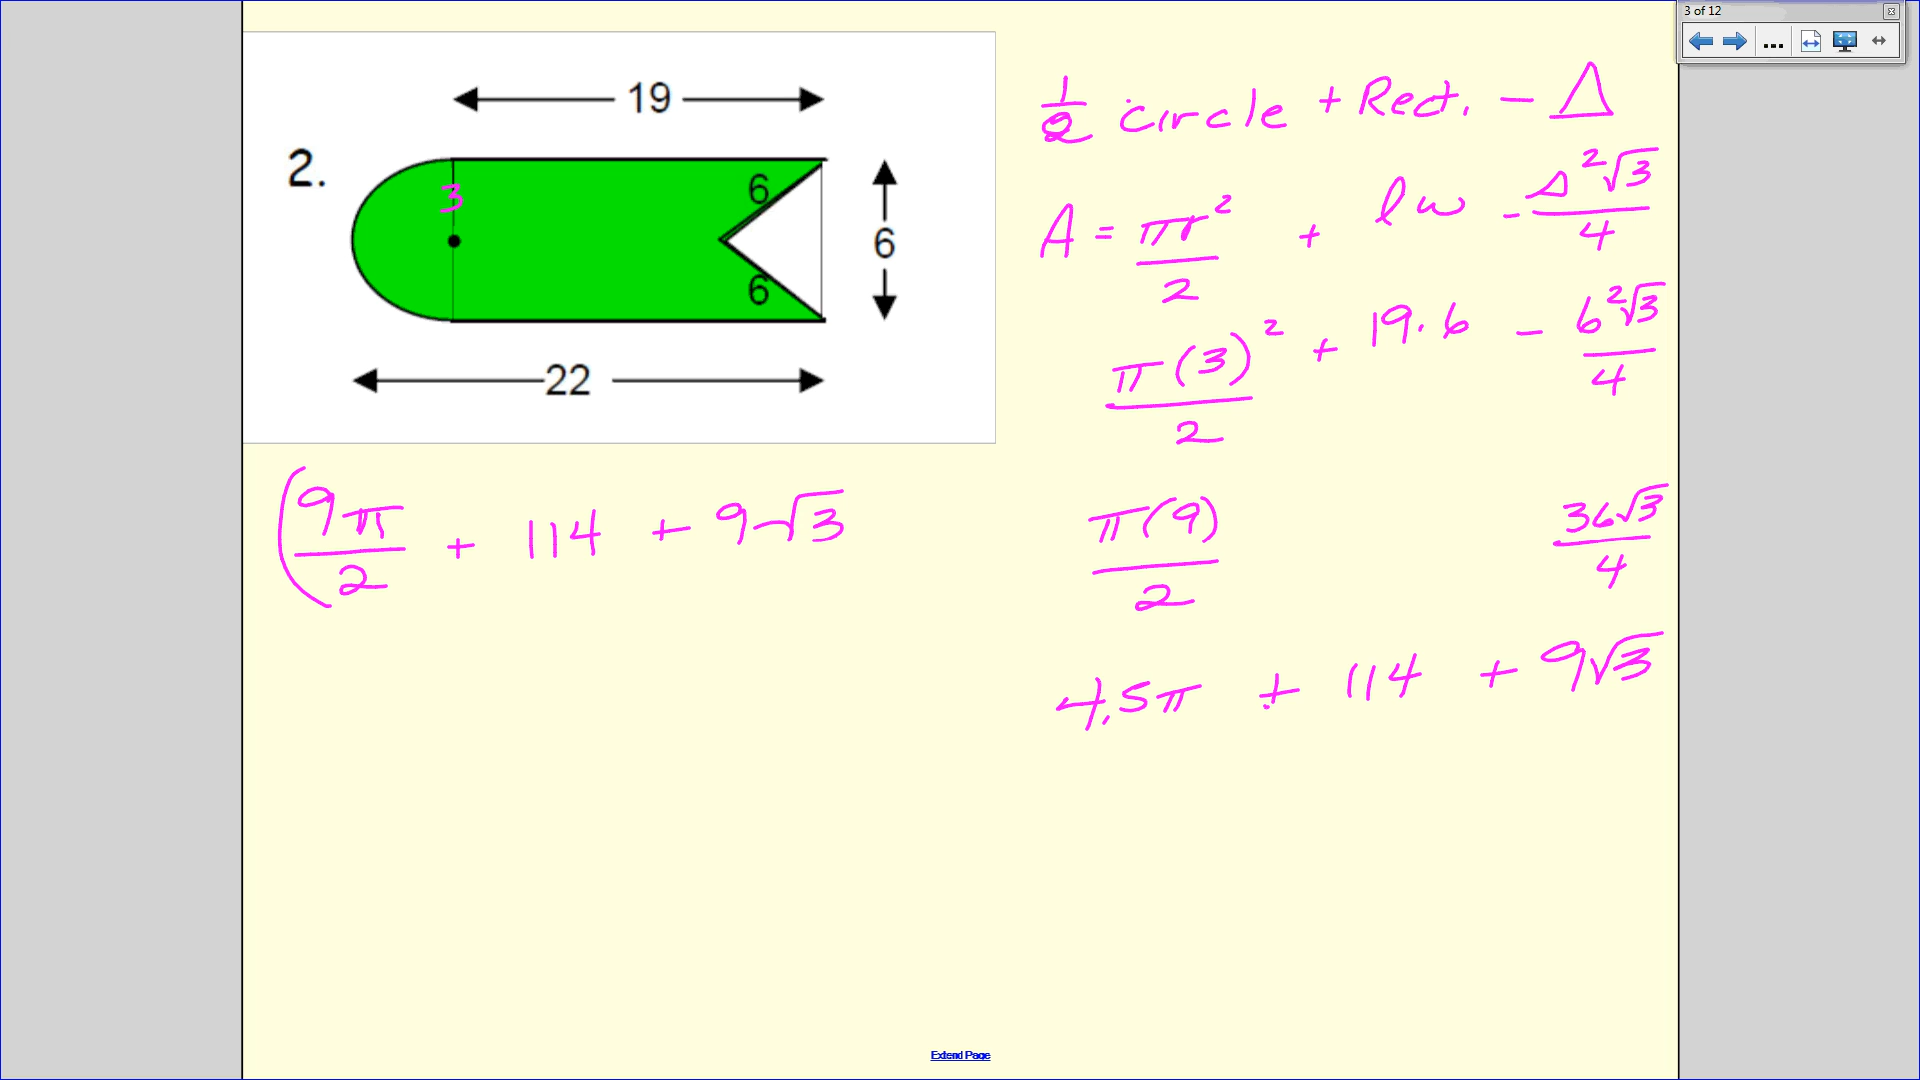 3 of 12
19
2.
3
6
6
6
22
1/2 circle + Rect. - Δ
A = πr²/2 + lw - Δ²√3/4
π(3)²/2 + 19·6 - 6²√3/4
π(9)/2 36√3/4
4.5π + 114 + 9√3
(9π/2 + 114 + 9√3
Extend Page